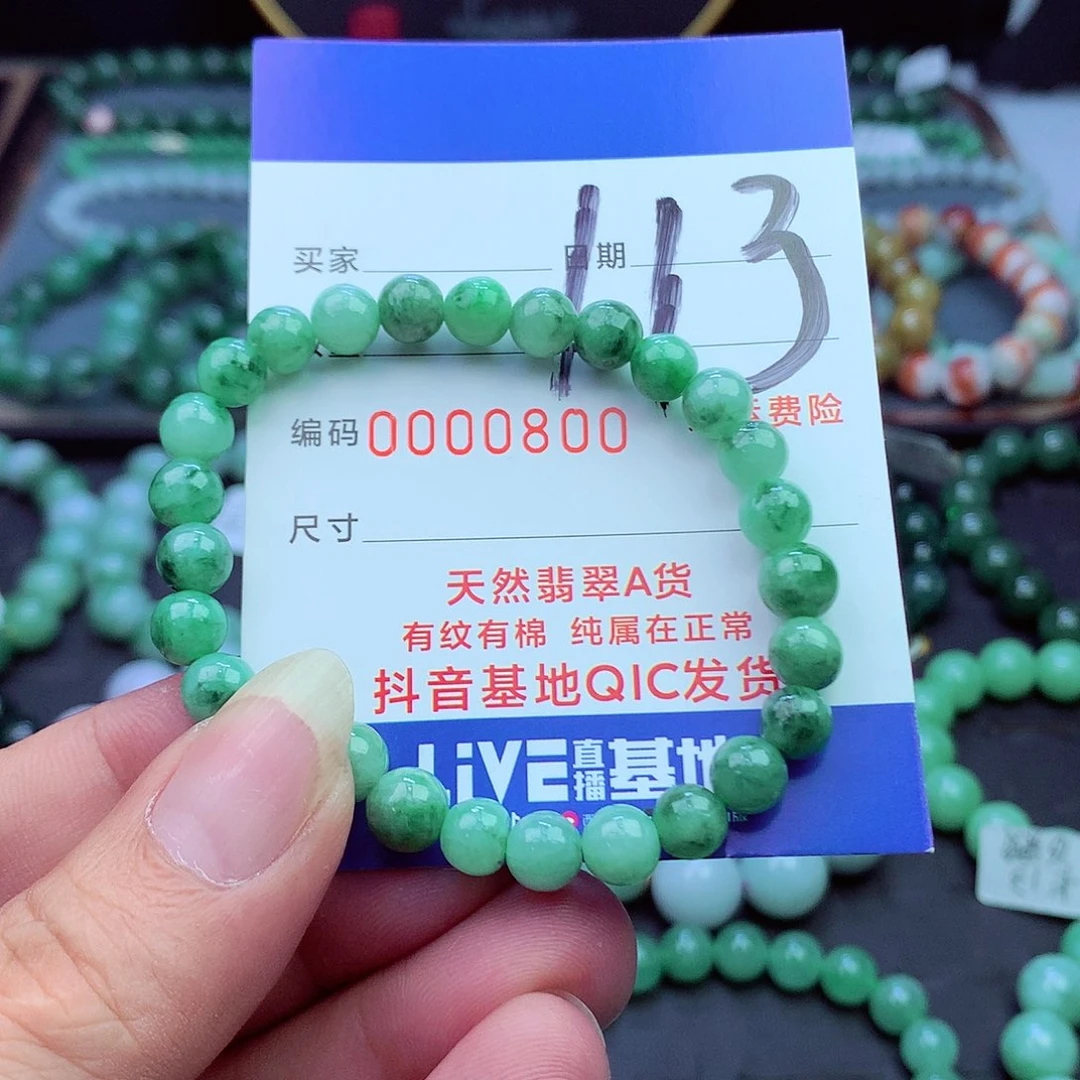 买家 日期
113
运费险
编码 0000800
尺寸
天然翡翠A货
有纹有棉 纯属在正常
抖音基地QIC发货
LiVE直播基地